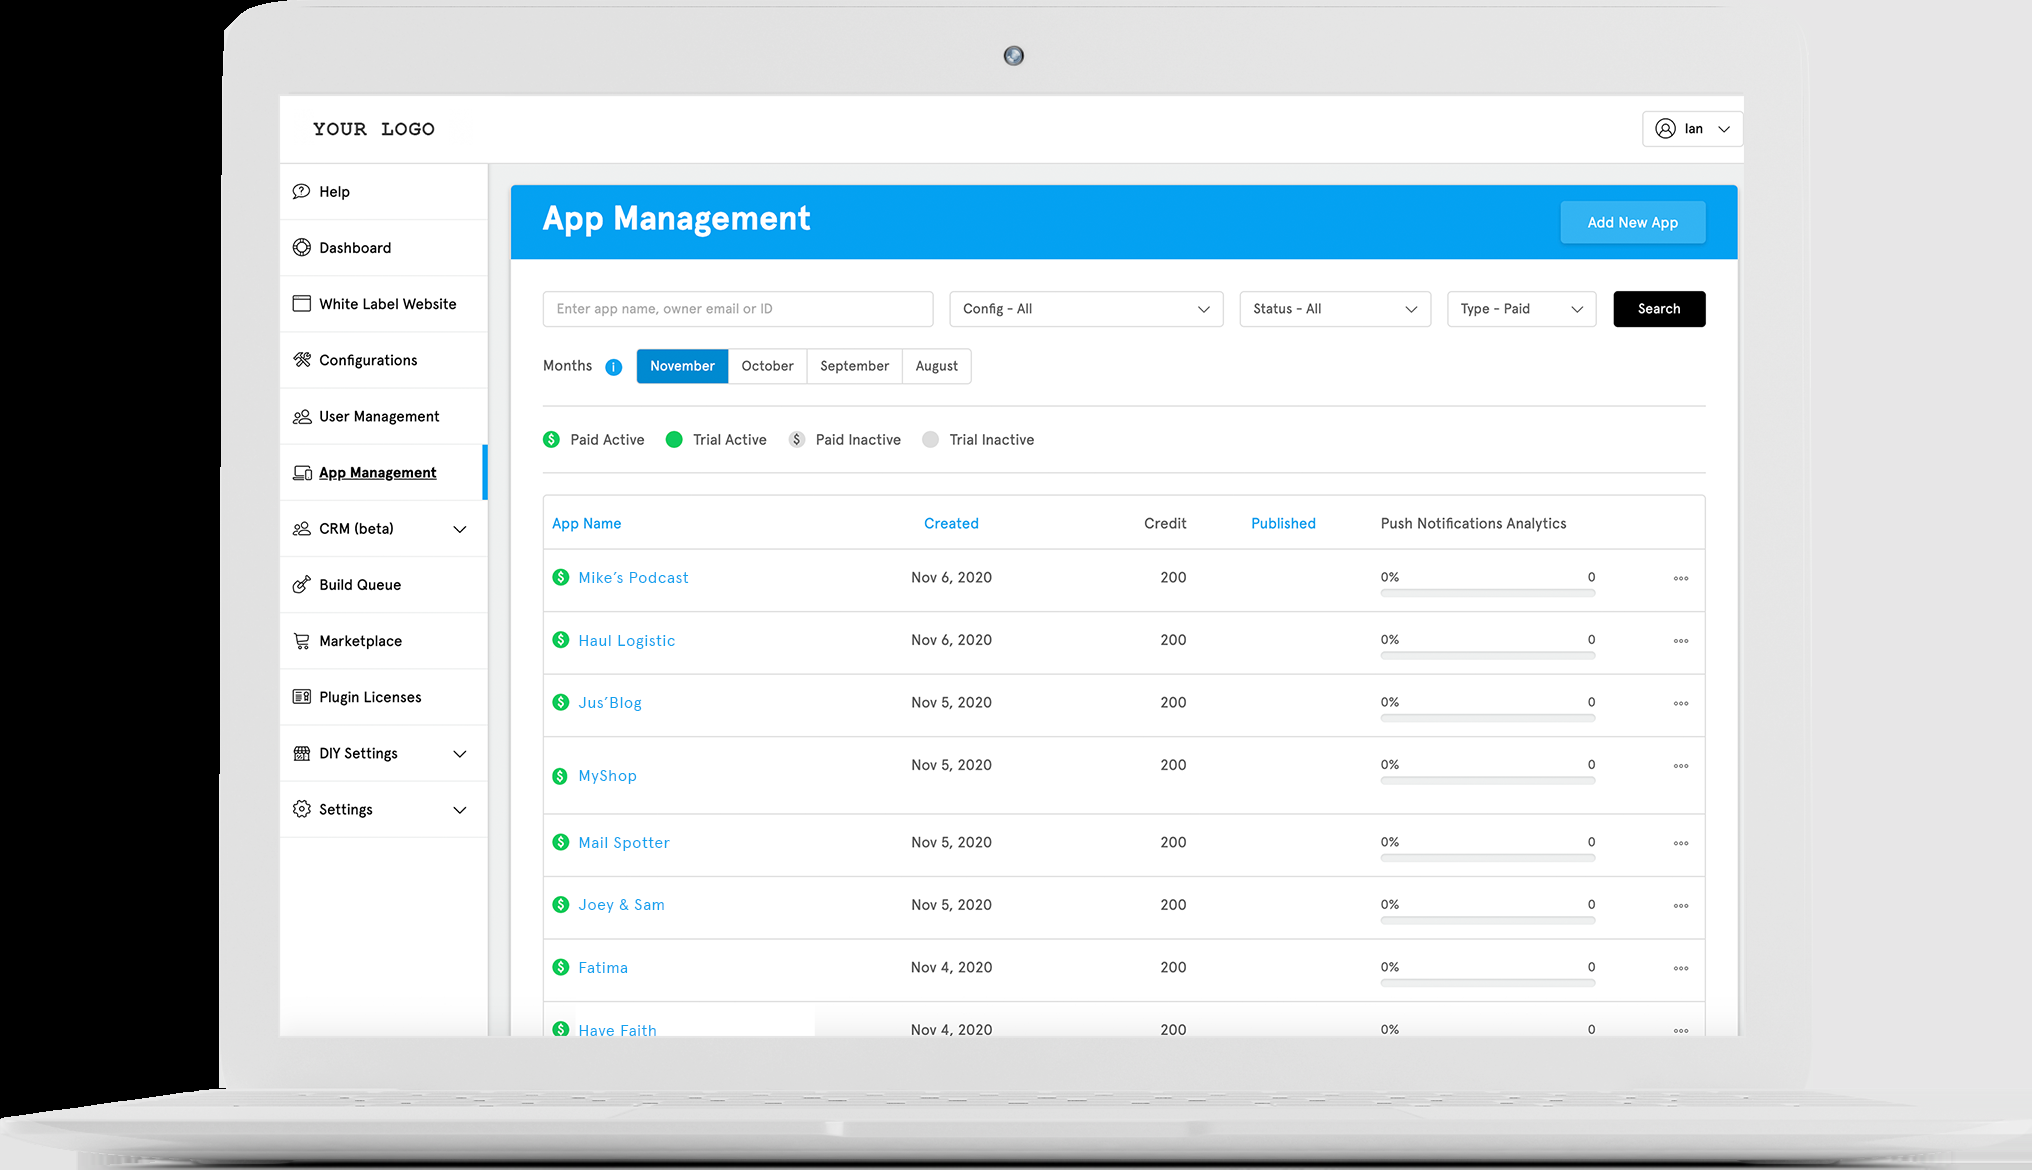 YOUR LOGO
Ian
Help
Dashboard
White Label Website
Configurations
User Management
App Management
CRM (beta)
Build Queue
Marketplace
Plugin Licenses
DIY Settings
Settings
App Management
Add New App
Enter app name, owner email or ID
Config - All
Status - All
Type - Paid
Search
Months i November October September August
$ Paid Active Trial Active $ Paid Inactive Trial Inactive
App Name Created Credit Published Push Notifications Analytics
$ Mike's Podcast Nov 6, 2020 200 0% 0
$ Haul Logistic Nov 6, 2020 200 0% 0
$ Jus'Blog Nov 5, 2020 200 0% 0
$ MyShop Nov 5, 2020 200 0% 0
$ Mail Spotter Nov 5, 2020 200 0% 0
$ Joey & Sam Nov 5, 2020 200 0% 0
$ Fatima Nov 4, 2020 200 0% 0
$ Have Faith Nov 4, 2020 200 0% 0